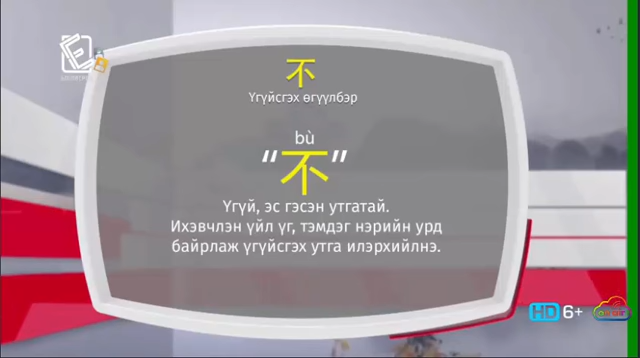 不
Үгүйсгэх өгүүлбэр
bù
“不”
Үгүй, эс гэсэн утгатай.
Ихэвчлэн үйл үг, тэмдэг нэрийн урд
байрлаж үгүйсгэх утга илэрхийлнэ.
HD 6+